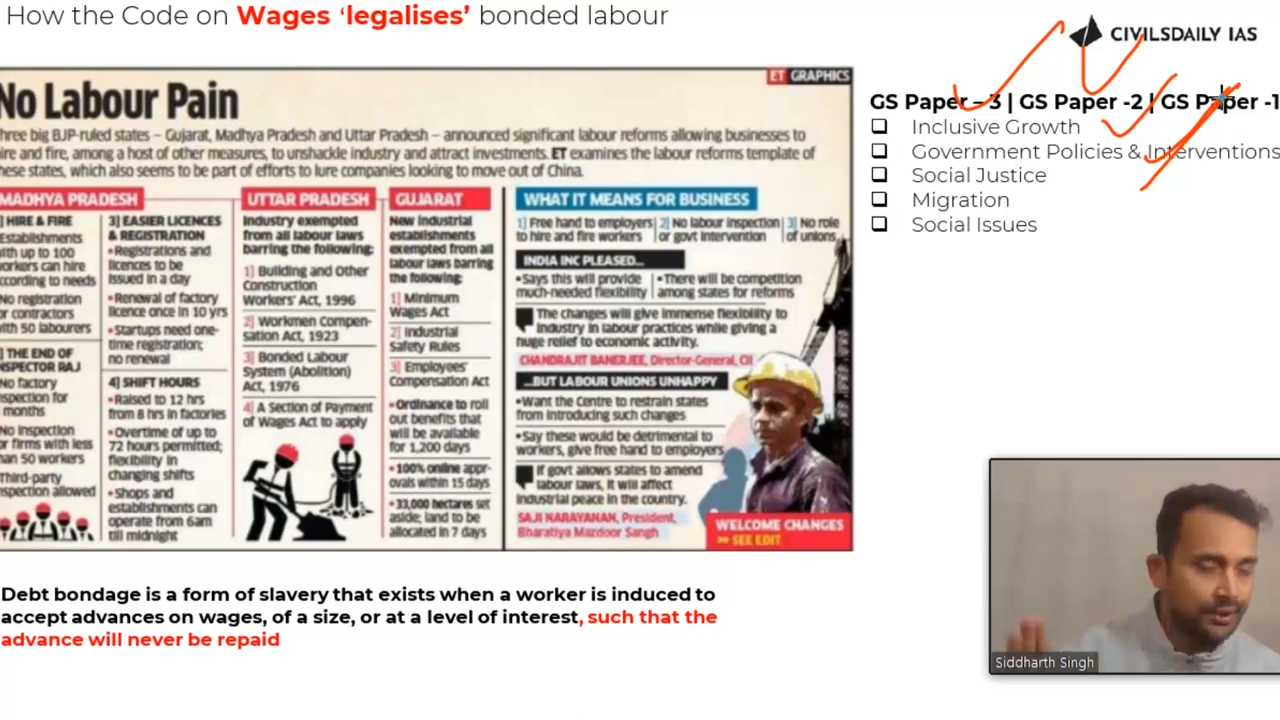 How the Code on Wages ‘legalises’ bonded labour
CIVILSDAILY IAS
ET GRAPHICS
No Labour Pain
hree big BJP-ruled states – Gujarat, Madhya Pradesh and Uttar Pradesh – announced significant labour reforms allowing businesses to
ire and fire, among a host of other measures, to unshackle industry and attract investments. ET examines the labour reforms template of
hese states, which also seems to be part of efforts to lure companies looking to move out of China.
MADHYA PRADESH
] HIRE & FIRE
Establishments
with up to 100
workers can hire
ccording to needs
No registration
or contractors
ith 50 labourers
] THE END OF
NSPECTOR RAJ
No factory
nspection for
months
No inspection
or firms with less
han 50 workers
Third-party
nspection allowed
3] EASIER LICENCES
& REGISTRATION
•Registrations and
licences to be
issued in a day
•Renewal of factory
licence once in 10 yrs
•Startups need one-
time registration;
no renewal
4] SHIFT HOURS
•Raised to 12 hrs
from 8 hrs in factories
•Overtime of up to
72 hours permitted;
flexibility in
changing shifts
•Shops and
establishments can
operate from 6am
till midnight
UTTAR PRADESH
Industry exempted
from all labour laws
barring the following:
1] Building and Other
Construction
Workers' Act, 1996
2] Workmen Compen-
sation Act, 1923
3] Bonded Labour
System (Abolition)
Act, 1976
4] A Section of Payment
of Wages Act to apply
GUJARAT
New industrial
establishments
exempted from all
labour laws barring
the following:
1] Minimum
Wages Act
2] Industrial
Safety Rules
3] Employees'
Compensation Act
•Ordinance to roll
out benefits that
will be available
for 1,200 days
•100% online appr-
ovals within 15 days
•33,000 hectares set
aside; land to be
allocated in 7 days
WHAT IT MEANS FOR BUSINESS
1] Free hand to employers
to hire and fire workers
2] No labour inspection
or govt intervention
3] No role
of unions
INDIA INC PLEASED...
•Says this will provide
much-needed flexibility
•There will be competition
among states for reforms
The changes will give immense flexibility to
industry in labour practices while giving a
huge relief to economic activity.
CHANDRAJIT BANERJEE, Director-General, CII
...BUT LABOUR UNIONS UNHAPPY
•Want the Centre to restrain states
from introducing such changes
•Say these would be detrimental to
workers, give free hand to employers
If govt allows states to amend
labour laws, it will affect
industrial peace in the country.
SAJI NARAYANAN, President,
Bharatiya Mazdoor Sangh
WELCOME CHANGES
>> SEE EDIT
GS Paper – 3 | GS Paper -2 | GS Paper -1
Inclusive Growth
Government Policies & Interventions
Social Justice
Migration
Social Issues
Debt bondage is a form of slavery that exists when a worker is induced to
accept advances on wages, of a size, or at a level of interest, such that the
advance will never be repaid
Siddharth Singh